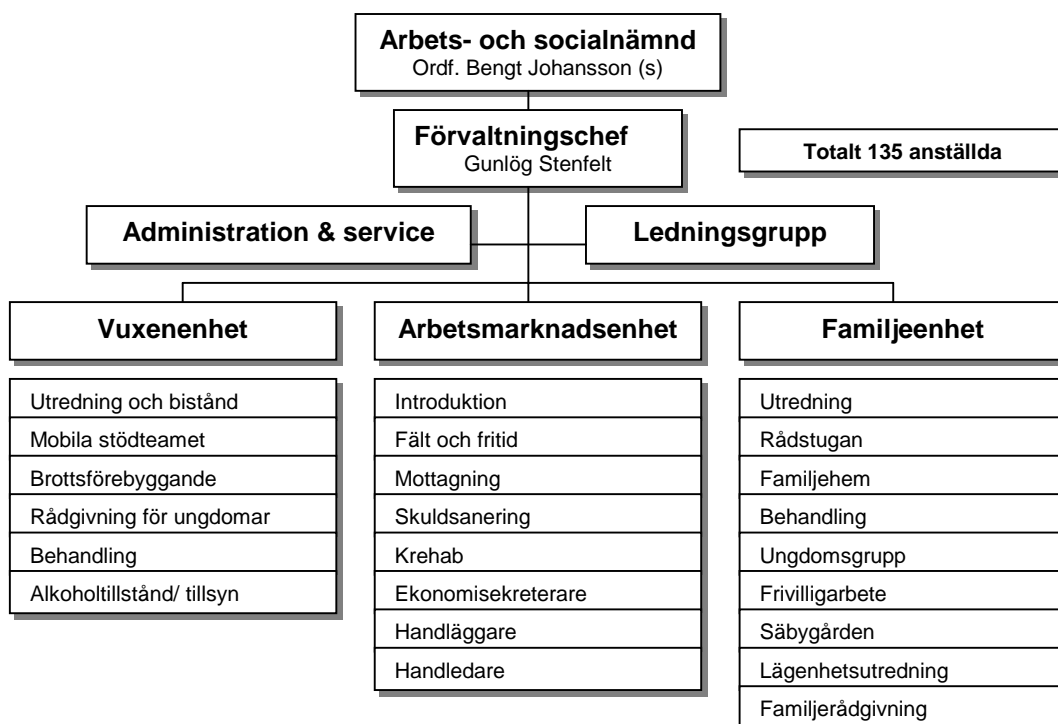 Arbets- och socialnämnd
Ordf. Bengt Johansson (s)
Förvaltningschef
Gunlög Stenfelt
Totalt 135 anställda
Administration & service
Ledningsgrupp
Vuxenenhet
Utredning och bistånd
Mobila stödteamet
Brottsförebyggande
Rådgivning för ungdomar
Behandling
Alkoholtillstånd/ tillsyn
Arbetsmarknadsenhet
Introduktion
Fält och fritid
Mottagning
Skuldsanering
Krehab
Ekonomisekreterare
Handläggare
Handledare
Familjeenhet
Utredning
Rådstugan
Familjehem
Behandling
Ungdomsgrupp
Frivilligarbete
Säbygården
Lägenhetsutredning
Familjerådgivning